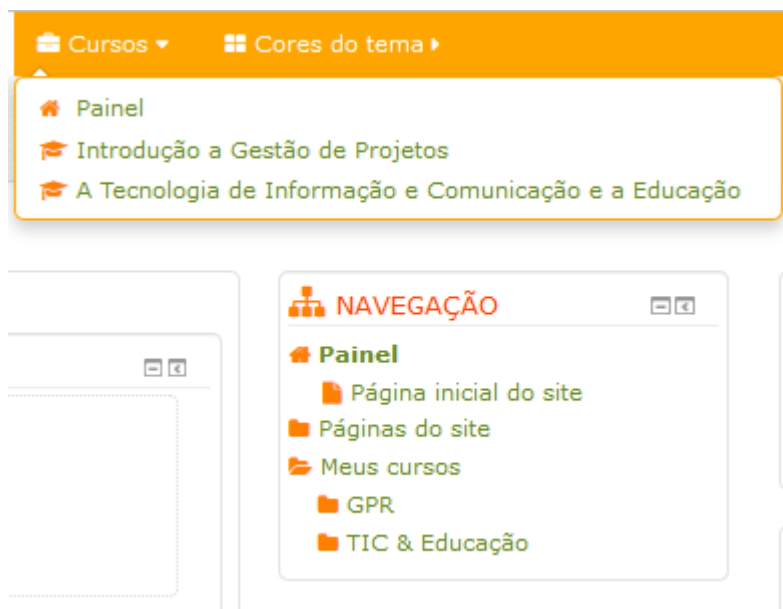 Cursos Cores do tema
Painel
Introdução a Gestão de Projetos
A Tecnologia de Informação e Comunicação e a Educação
NAVEGAÇÃO
Painel
Página inicial do site
Páginas do site
Meus cursos
GPR
TIC & Educação